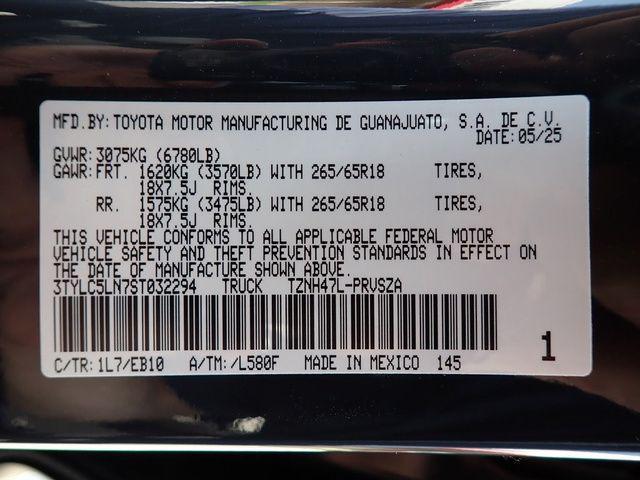 MFD.BY: TOYOTA MOTOR MANUFACTURING DE GUANAJUATO, S.A. DE C.V.
DATE: 05/25
GVWR: 3075KG (6780LB)
GAWR: FRT. 1620KG (3570LB) WITH 265/65R18 TIRES,
18X7.5J RIMS.
RR. 1575KG (3475LB) WITH 265/65R18 TIRES,
18X7.5J RIMS.
THIS VEHICLE CONFORMS TO ALL APPLICABLE FEDERAL MOTOR
VEHICLE SAFETY AND THEFT PREVENTION STANDARDS IN EFFECT ON
THE DATE OF MANUFACTURE SHOWN ABOVE.
3TYLC5LN7ST032294 TRUCK TZNH47L-PRVSZA
1
C/TR: 1L7/EB10 A/TM: /L580F MADE IN MEXICO 145